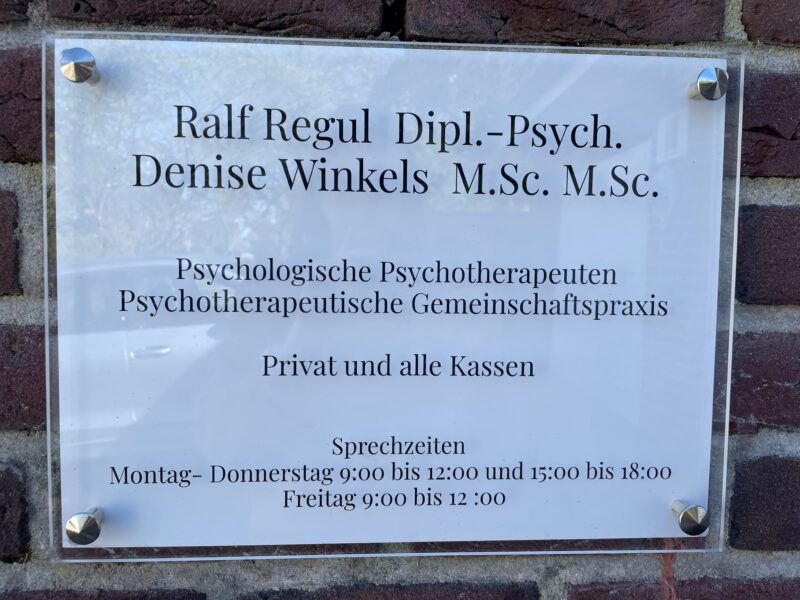 Ralf Regul Dipl.-Psych.
Denise Winkels M.Sc. M.Sc.
Psychologische Psychotherapeuten
Psychotherapeutische Gemeinschaftspraxis
Privat und alle Kassen
Sprechzeiten
Montag- Donnerstag 9:00 bis 12:00 und 15:00 bis 18:00
Freitag 9:00 bis 12 :00